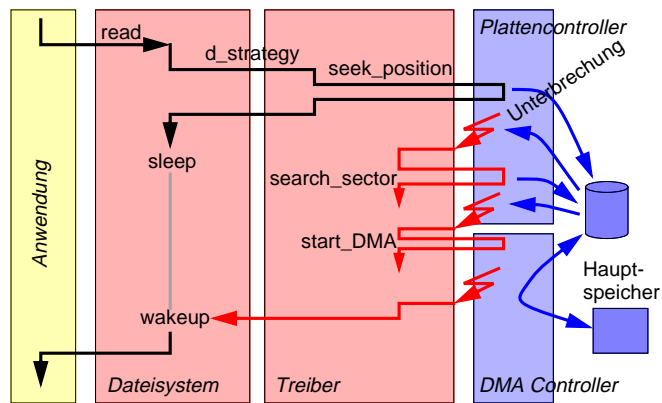 read
Plattencontroller
d_strategy
seek_position
Unterbrechung
sleep
search_sector
Anwendung
start_DMA
Haupt-
speicher
wakeup
Dateisystem
Treiber
DMA Controller